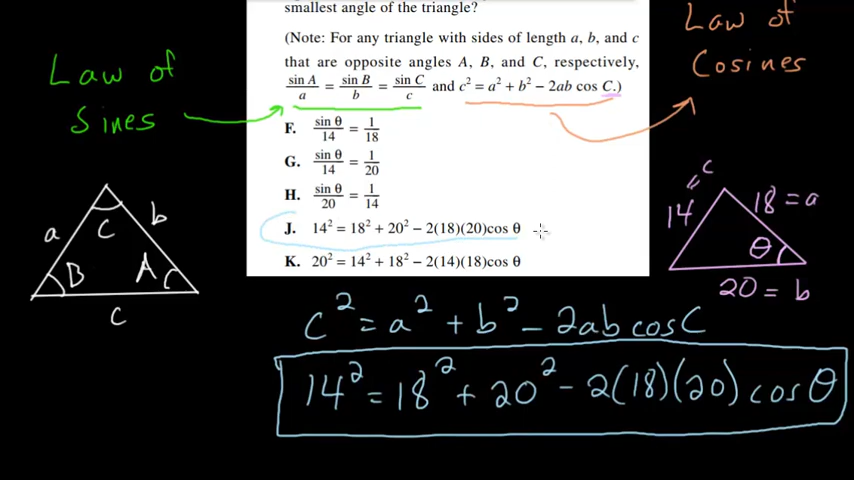 smallest angle of the triangle?
(Note: For any triangle with sides of length a, b, and c
that are opposite angles A, B, and C, respectively,
sin A/a = sin B/b = sin C/c and c² = a² + b² − 2ab cos C.)
F. sin θ/14 = 1/18
G. sin θ/14 = 1/20
H. sin θ/20 = 1/14
J. 14² = 18² + 20² − 2(18)(20)cos θ
K. 20² = 14² + 18² − 2(14)(18)cos θ
Law of
Sines
Law of
Cosines
a
b
C
B
A
c
c
=
14
18 = a
θ
20 = b
c² = a² + b² - 2ab cos C
14² = 18² + 20² - 2(18)(20) cos θ